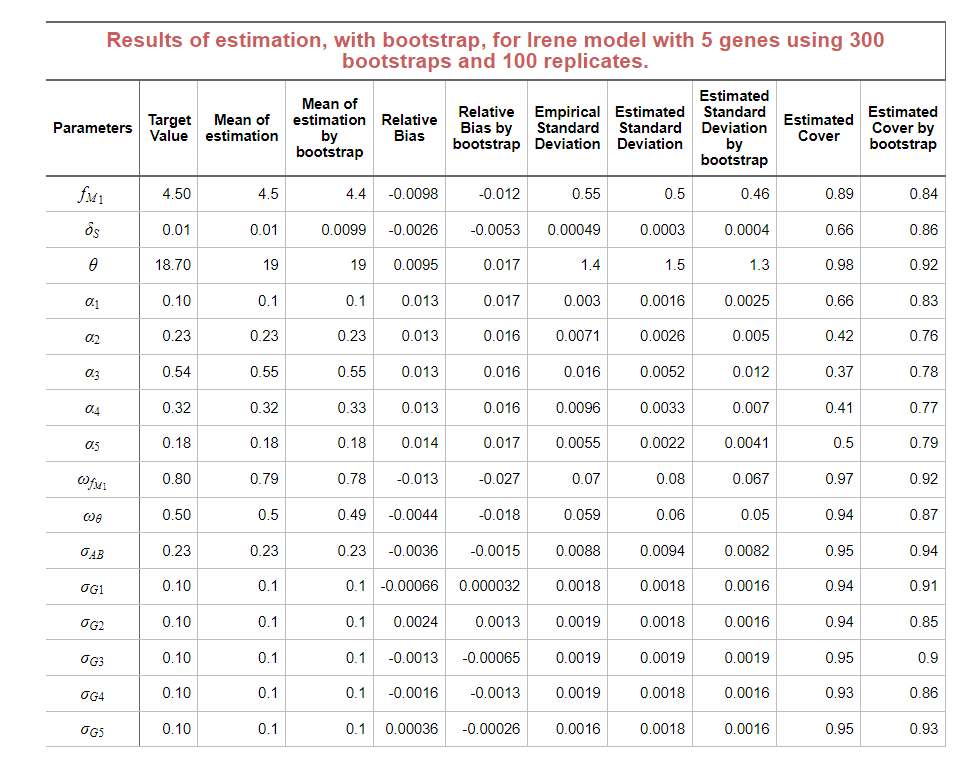 Results of estimation, with bootstrap, for Irene model with 5 genes using 300
bootstraps and 100 replicates.
Parameters Target Value Mean of estimation Mean of estimation by bootstrap Relative Bias Relative Bias by bootstrap Empirical Standard Deviation Estimated Standard Deviation Estimated Standard Deviation by bootstrap Estimated Cover Estimated Cover by bootstrap
f_{M1} 4.50 4.5 4.4 -0.0098 -0.012 0.55 0.5 0.46 0.89 0.84
δ_S 0.01 0.01 0.0099 -0.0026 -0.0053 0.00049 0.0003 0.0004 0.66 0.86
θ 18.70 19 19 0.0095 0.017 1.4 1.5 1.3 0.98 0.92
α_1 0.10 0.1 0.1 0.013 0.017 0.003 0.0016 0.0025 0.66 0.83
α_2 0.23 0.23 0.23 0.013 0.016 0.0071 0.0026 0.005 0.42 0.76
α_3 0.54 0.55 0.55 0.013 0.016 0.016 0.0052 0.012 0.37 0.78
α_4 0.32 0.32 0.33 0.013 0.016 0.0096 0.0033 0.007 0.41 0.77
α_5 0.18 0.18 0.18 0.014 0.017 0.0055 0.0022 0.0041 0.5 0.79
ω_{f_{M1}} 0.80 0.79 0.78 -0.013 -0.027 0.07 0.08 0.067 0.97 0.92
ω_θ 0.50 0.5 0.49 -0.0044 -0.018 0.059 0.06 0.05 0.94 0.87
σ_{AB} 0.23 0.23 0.23 -0.0036 -0.0015 0.0088 0.0094 0.0082 0.95 0.94
σ_{G1} 0.10 0.1 0.1 -0.00066 0.000032 0.0018 0.0018 0.0016 0.94 0.91
σ_{G2} 0.10 0.1 0.1 0.0024 0.0013 0.0019 0.0018 0.0016 0.94 0.85
σ_{G3} 0.10 0.1 0.1 -0.0013 -0.00065 0.0019 0.0019 0.0019 0.95 0.9
σ_{G4} 0.10 0.1 0.1 -0.0016 -0.0013 0.0019 0.0018 0.0016 0.93 0.86
σ_{G5} 0.10 0.1 0.1 0.00036 -0.00026 0.0016 0.0018 0.0016 0.95 0.93